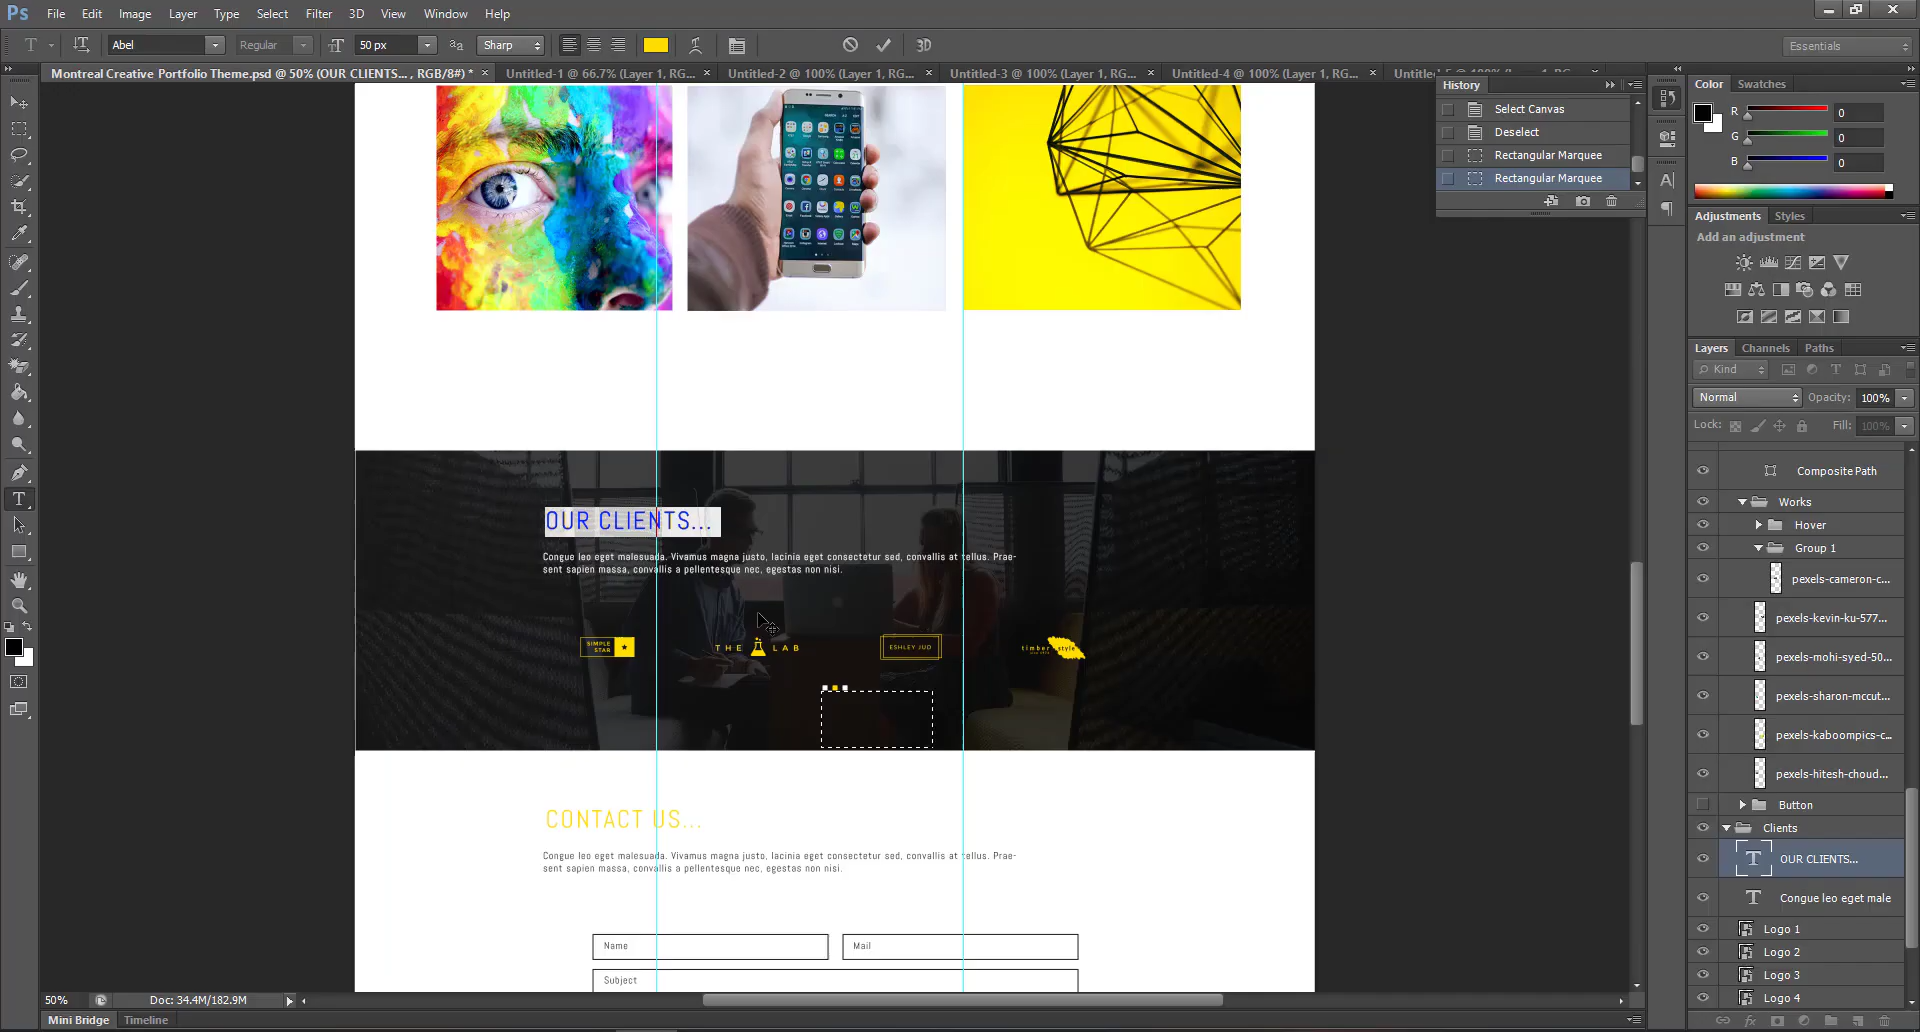 Ps File Edit Image Layer Type Select Filter 3D View Window Help
T Abel Regular 50 px Sharp 3D Essentials
Montreal Creative Portfolio Theme.psd @ 50% (OUR CLIENTS... , RGB/8#) * Untitled-1 @ 66.7% (Layer 1, RG... Untitled-2 @ 100% (Layer 1, RG... Untitled-3 @ 100% (Layer 1, RG... Untitled-4 @ 100% (Layer 1, RG...
History
Select Canvas
Deselect
Rectangular Marquee
Rectangular Marquee
Color Swatches
R 0
G 0
B 0
Adjustments Styles
Add an adjustment
Layers Channels Paths
Kind
Normal Opacity: 100%
Lock: Fill: 100%
Composite Path
Works
Hover
Group 1
pexels-cameron-c...
pexels-kevin-ku-577...
pexels-mohi-syed-50...
pexels-sharon-mccut...
pexels-kaboompics-c...
pexels-hitesh-choud...
Button
Clients
OUR CLIENTS...
Congue leo eget male
Logo 1
Logo 2
Logo 3
Logo 4
OUR CLIENTS...
Congue leo eget malesuada. Vivamus magna justo, lacinia eget consectetur sed, convallis at tellus. Prae-
sent sapien massa, convallis a pellentesque nec, egestas non nisi.
SIMPLE
STAR
THE LAB
ESHLEY JUD
timber style
CONTACT US...
Congue leo eget malesuada. Vivamus magna justo, lacinia eget consectetur sed, convallis at tellus. Prae-
sent sapien massa, convallis a pellentesque nec, egestas non nisi.
Name Mail
Subject
50% Doc: 34.4M/182.9M
Mini Bridge Timeline